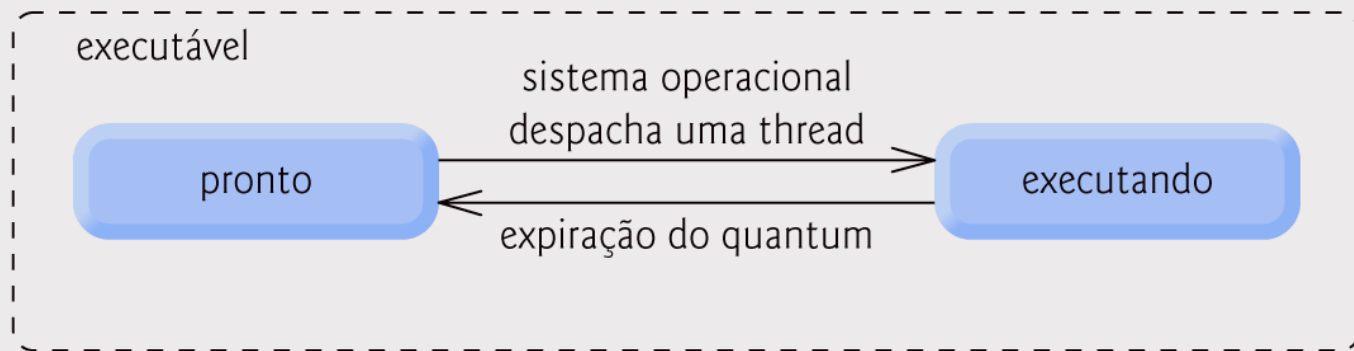 executável
sistema operacional
despacha uma thread
pronto
executando
expiração do quantum